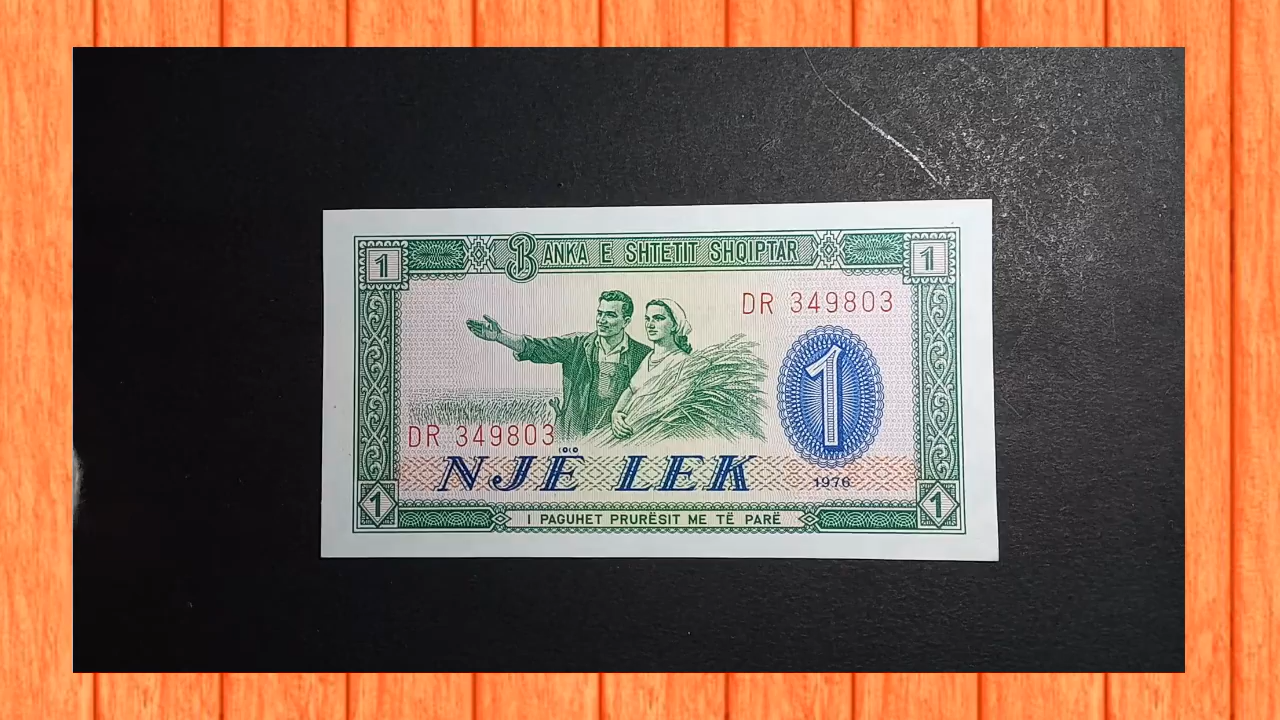 1 BANKA E SHTETIT SHQIPTAR 1
DR 349803
1
DR 349803
NJË LEK
1976
1 I PAGUHET PRURËSIT ME TË PARË 1